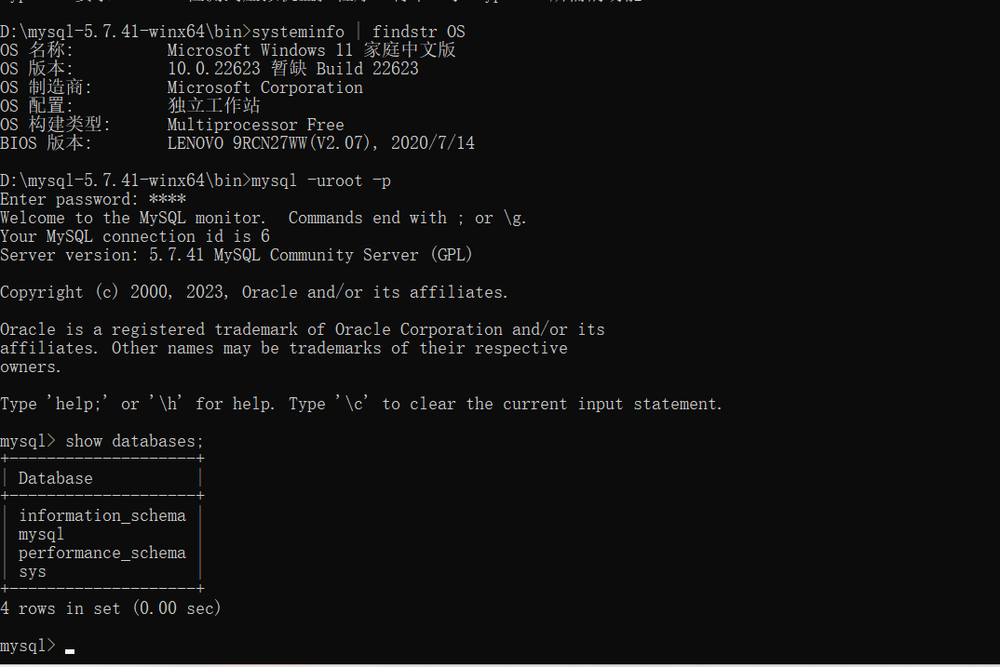 D:\mysql-5.7.41-winx64\bin>systeminfo | findstr OS
OS 名称:          Microsoft Windows 11 家庭中文版
OS 版本:          10.0.22623 暂缺 Build 22623
OS 制造商:        Microsoft Corporation
OS 配置:          独立工作站
OS 构建类型:      Multiprocessor Free
BIOS 版本:        LENOVO 9RCN27WW(V2.07), 2020/7/14
D:\mysql-5.7.41-winx64\bin>mysql -uroot -p
Enter password: ****
Welcome to the MySQL monitor.  Commands end with ; or \g.
Your MySQL connection id is 6
Server version: 5.7.41 MySQL Community Server (GPL)
Copyright (c) 2000, 2023, Oracle and/or its affiliates.
Oracle is a registered trademark of Oracle Corporation and/or its
affiliates. Other names may be trademarks of their respective
owners.
Type 'help;' or '\h' for help. Type '\c' to clear the current input statement.
mysql> show databases;
+--------------------+
| Database           |
+--------------------+
| information_schema |
| mysql              |
| performance_schema |
| sys                |
+--------------------+
4 rows in set (0.00 sec)
mysql>